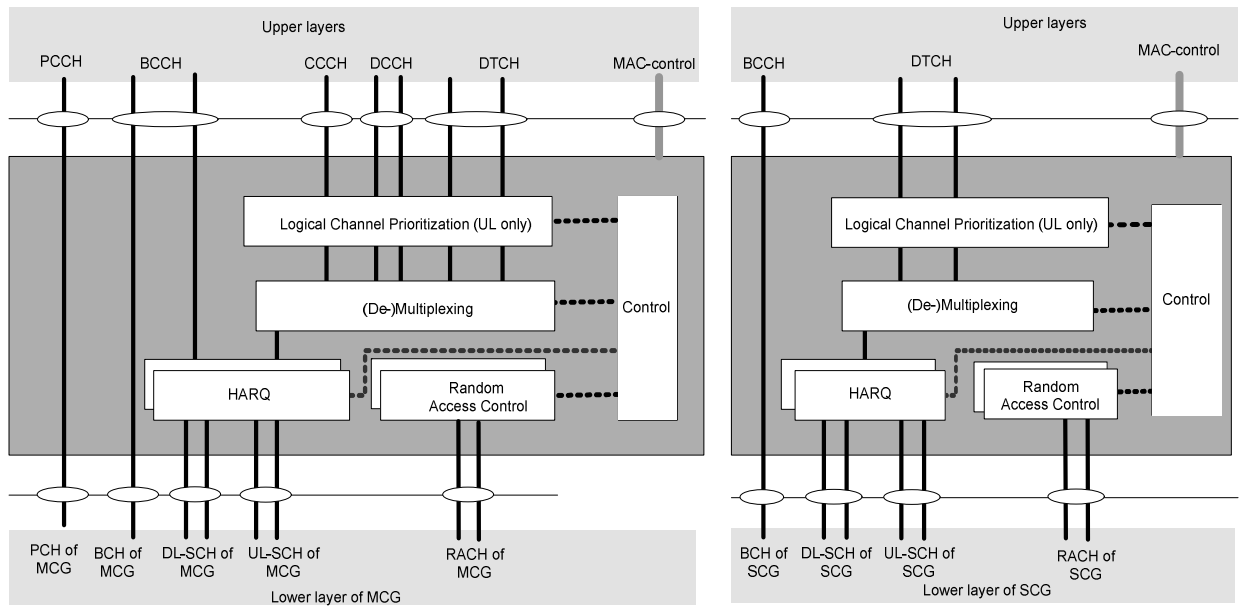 Upper layers
PCCH BCCH CCCH DCCH DTCH MAC-control
Logical Channel Prioritization (UL only)
(De-)Multiplexing
Control
HARQ
Random
Access Control
PCH of
MCG
BCH of
MCG
DL-SCH of
MCG
UL-SCH of
MCG
RACH of
MCG
Lower layer of MCG
Upper layers
BCCH DTCH MAC-control
Logical Channel Prioritization (UL only)
(De-)Multiplexing
Control
HARQ
Random
Access Control
BCH of
SCG
DL-SCH of
SCG
UL-SCH of
SCG
RACH of
SCG
Lower layer of SCG